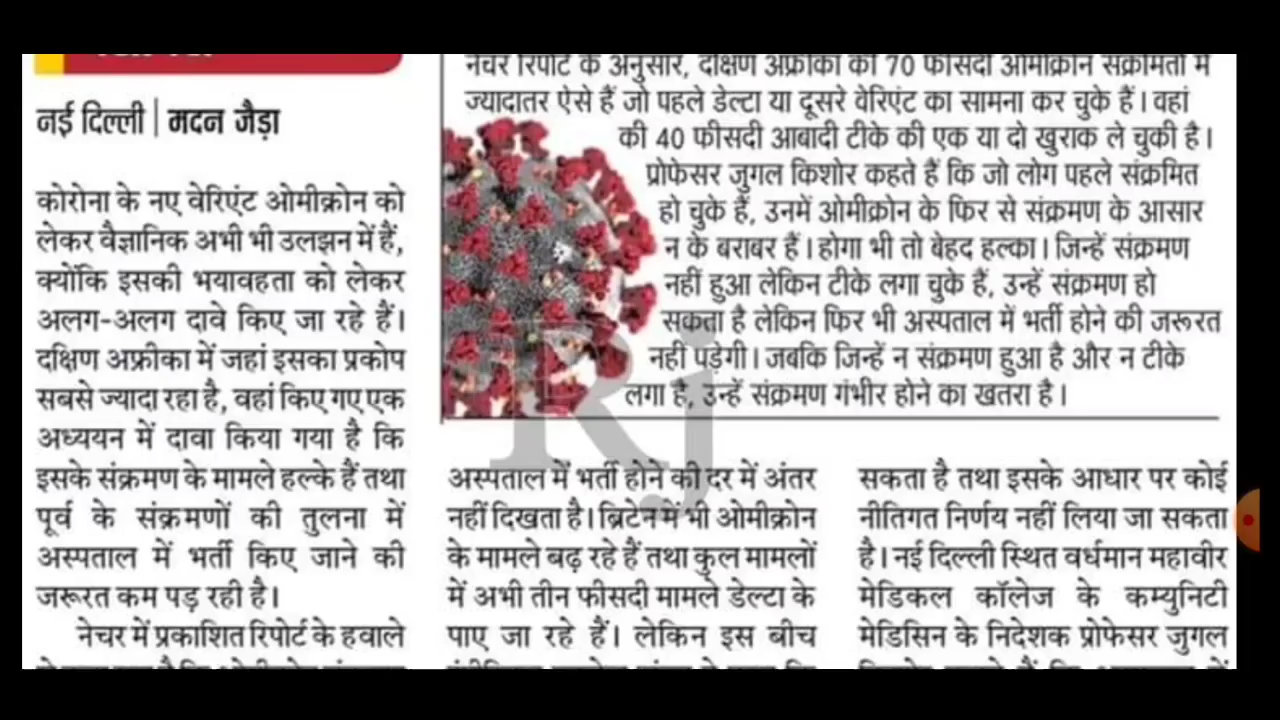 नई दिल्ली | मदन जैड़ा
कोरोना के नए वेरिएंट ओमीक्रोन को
लेकर वैज्ञानिक अभी भी उलझन में हैं,
क्योंकि इसकी भयावहता को लेकर
अलग-अलग दावे किए जा रहे हैं।
दक्षिण अफ्रीका में जहां इसका प्रकोप
सबसे ज्यादा रहा है, वहां किए गए एक
अध्ययन में दावा किया गया है कि
इसके संक्रमण के मामले हल्के हैं तथा
पूर्व के संक्रमणों की तुलना में
अस्पताल में भर्ती किए जाने की
जरूरत कम पड़ रही है।
नेचर में प्रकाशित रिपोर्ट के हवाले
नेचर रिपोर्ट के अनुसार, दक्षिण अफ्रीका की 70 फीसदी ओमीक्रोन संक्रमितों में
ज्यादातर ऐसे हैं जो पहले डेल्टा या दूसरे वेरिएंट का सामना कर चुके हैं। वहां
की 40 फीसदी आबादी टीके की एक या दो खुराक ले चुकी है।
प्रोफेसर जुगल किशोर कहते हैं कि जो लोग पहले संक्रमित
हो चुके हैं, उनमें ओमीक्रोन के फिर से संक्रमण के आसार
न के बराबर हैं। होगा भी तो बेहद हल्का। जिन्हें संक्रमण
नहीं हुआ लेकिन टीके लगा चुके हैं, उन्हें संक्रमण हो
सकता है लेकिन फिर भी अस्पताल में भर्ती होने की जरूरत
नहीं पड़ेगी। जबकि जिन्हें न संक्रमण हुआ है और न टीके
लगा है, उन्हें संक्रमण गंभीर होने का खतरा है।
अस्पताल में भर्ती होने की दर में अंतर
नहीं दिखता है। ब्रिटेन में भी ओमीक्रोन
के मामले बढ़ रहे हैं तथा कुल मामलों
में अभी तीन फीसदी मामले डेल्टा के
पाए जा रहे हैं। लेकिन इस बीच
सकता है तथा इसके आधार पर कोई
नीतिगत निर्णय नहीं लिया जा सकता
है। नई दिल्ली स्थित वर्धमान महावीर
मेडिकल कॉलेज के कम्युनिटी
मेडिसिन के निदेशक प्रोफेसर जुगल
Rj